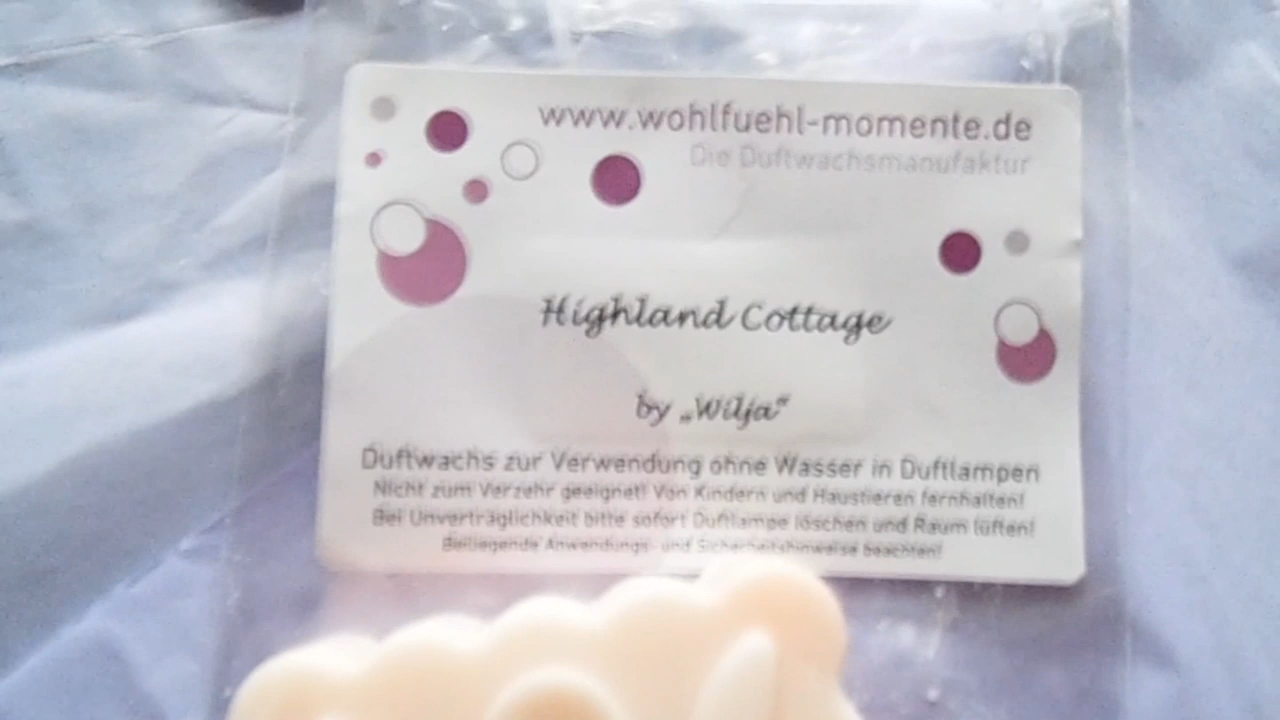 www.wohlfuehl-momente.de
Die Duftwachsmanufaktur
Highland Cottage
by „Wilja“
Duftwachs zur Verwendung ohne Wasser in Duftlampen
Nicht zum Verzehr geeignet! Von Kindern und Haustieren fernhalten!
Bei Unverträglichkeit bitte sofort Duftlampe löschen und Raum lüften!
Beiliegende Anwendungs- und Sicherheitshinweise beachten!